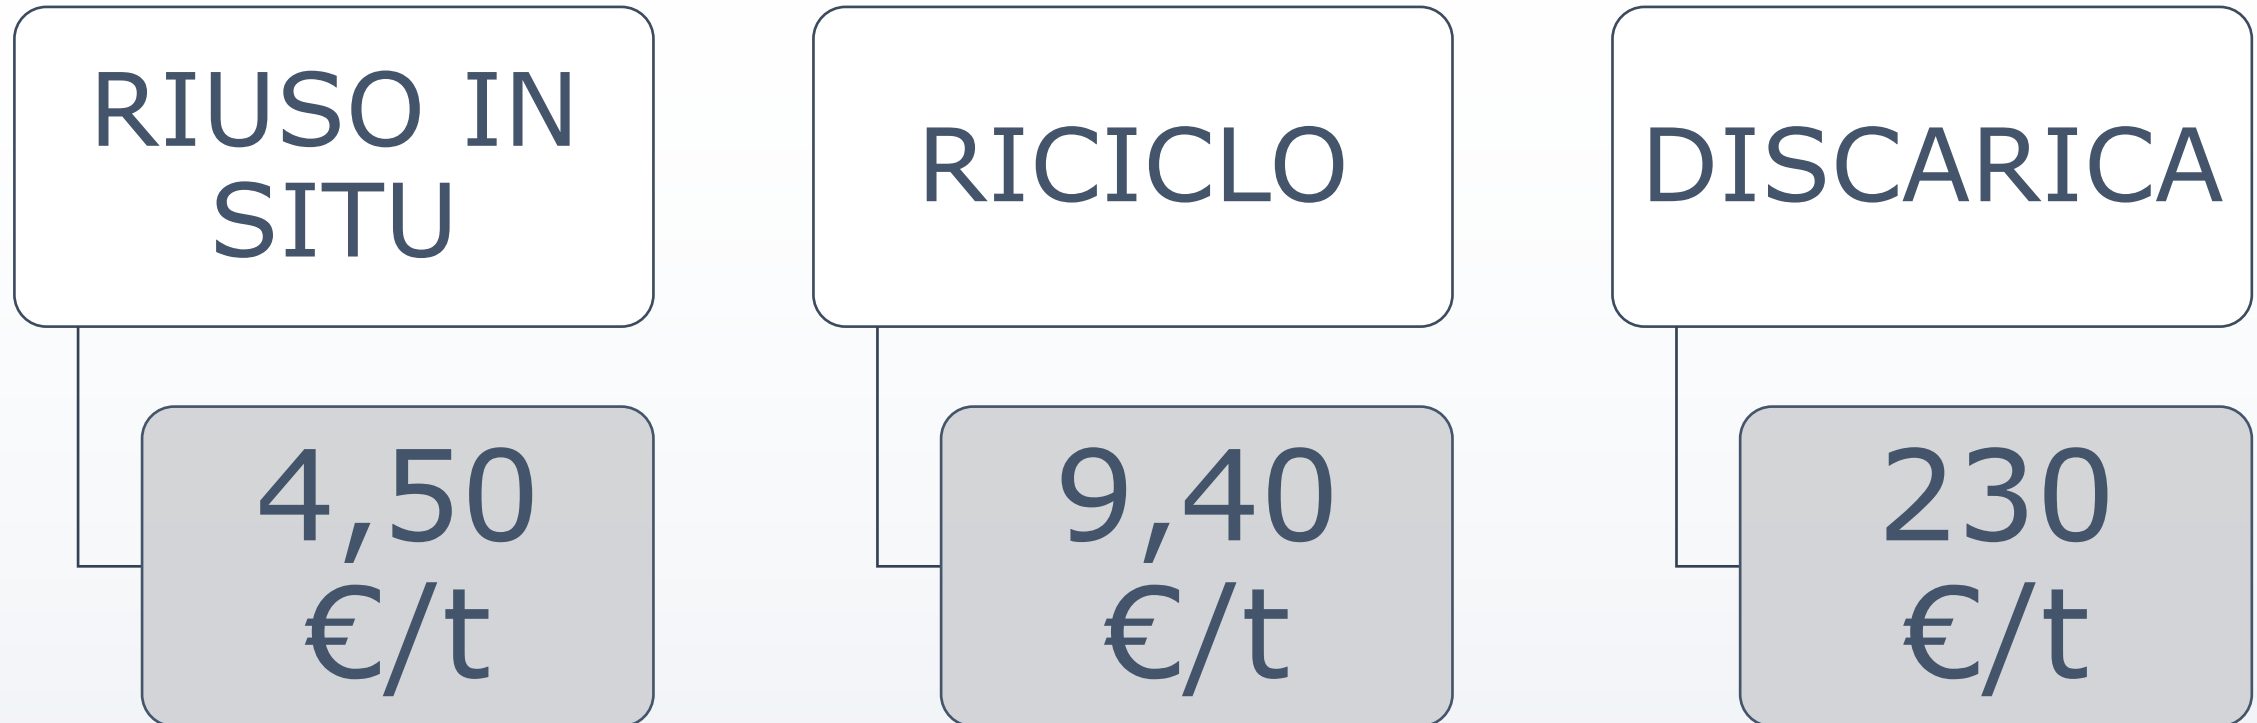 RIUSO IN
SITU
4,50
€/t
RICICLO
9,40
€/t
DISCARICA
230
€/t